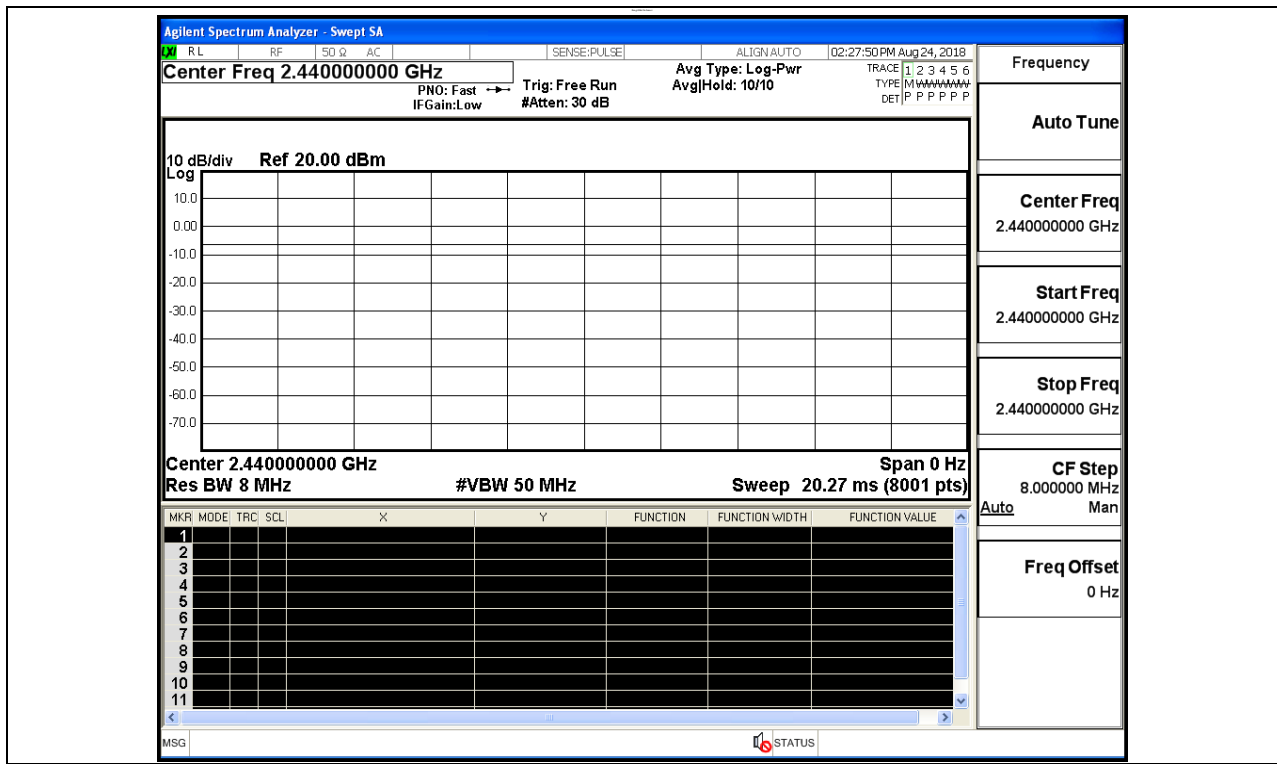 Agilent Spectrum Analyzer - Swept SA
LXI RL RF 50 Ω AC SENSE:PULSE ALIGN AUTO 02:27:50 PM Aug 24, 2018
Center Freq 2.440000000 GHz
PNO: Fast
IFGain:Low
Trig: Free Run
#Atten: 30 dB
Avg Type: Log-Pwr
Avg|Hold: 10/10
TRACE 1 2 3 4 5 6
TYPE M WWWWW
DET P P P P P P
10 dB/div Ref 20.00 dBm
Log
10.0
0.00
-10.0
-20.0
-30.0
-40.0
-50.0
-60.0
-70.0
Center 2.440000000 GHz Span 0 Hz
Res BW 8 MHz #VBW 50 MHz Sweep 20.27 ms (8001 pts)
MKR MODE TRC SCL X Y FUNCTION FUNCTION WIDTH FUNCTION VALUE
1
2
3
4
5
6
7
8
9
10
11
MSG STATUS
Frequency
Auto Tune
Center Freq
2.440000000 GHz
Start Freq
2.440000000 GHz
Stop Freq
2.440000000 GHz
CF Step
8.000000 MHz
Auto Man
Freq Offset
0 Hz